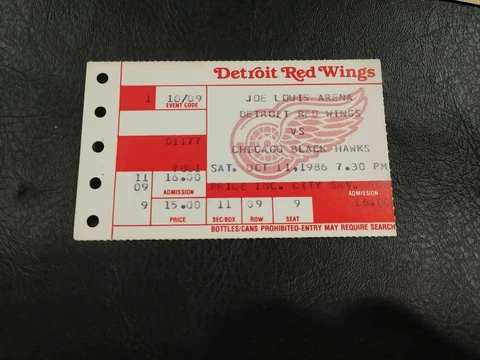 Detroit Red Wings
1 10/09
EVENT CODE
JOE LOUIS ARENA
DETROIT RED WINGS
VS
CHICAGO BLACK HAWKS
01177
SAT. OCT 11,1986 7.30 PM
11 16.00
PRICE INC. CITY
09 ADMISSION
ADMISSION
9 15.00 11 09 9 16.
PRICE SEC/BOX ROW SEAT
BOTTLES/CANS PROHIBITED-ENTRY MAY REQUIRE SEARCH